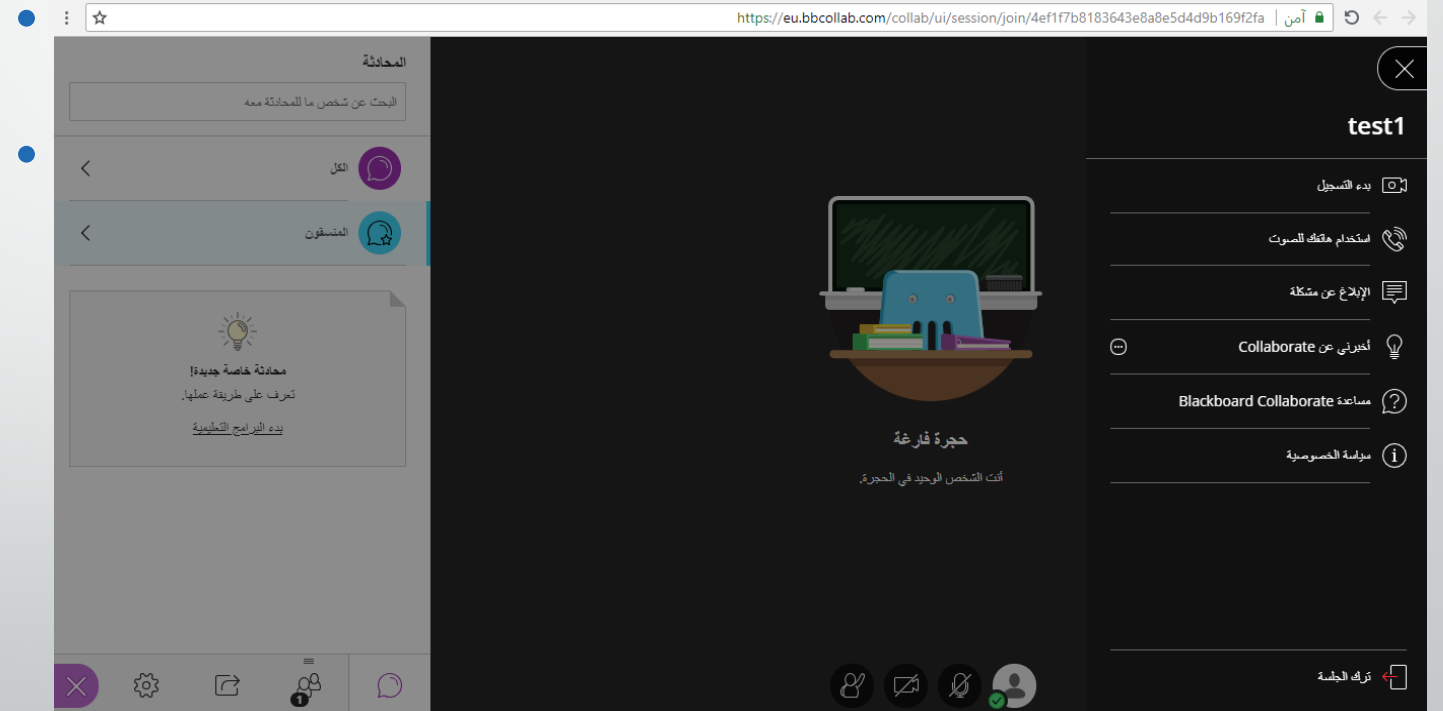 https://eu.bbcollab.com/collab/ui/session/join/4ef1f7b8183643e8a8e5d4d9b169f2fa | آمن
test1
بدء التسجيل
استخدام هاتفك للصوت
الإبلاغ عن مشكلة
أخبرني عن Collaborate
مساعدة Blackboard Collaborate
سياسة الخصوصية
ترك الجلسة
حجرة فارغة
أنت الشخص الوحيد في الحجرة.
المحادثة
البحث عن شخص ما للمحادثة معه
الكل
المنسقون
محادثة خاصة جديدة!
تعرف على طريقة عملها.
بدء البرامج التعليمية
1